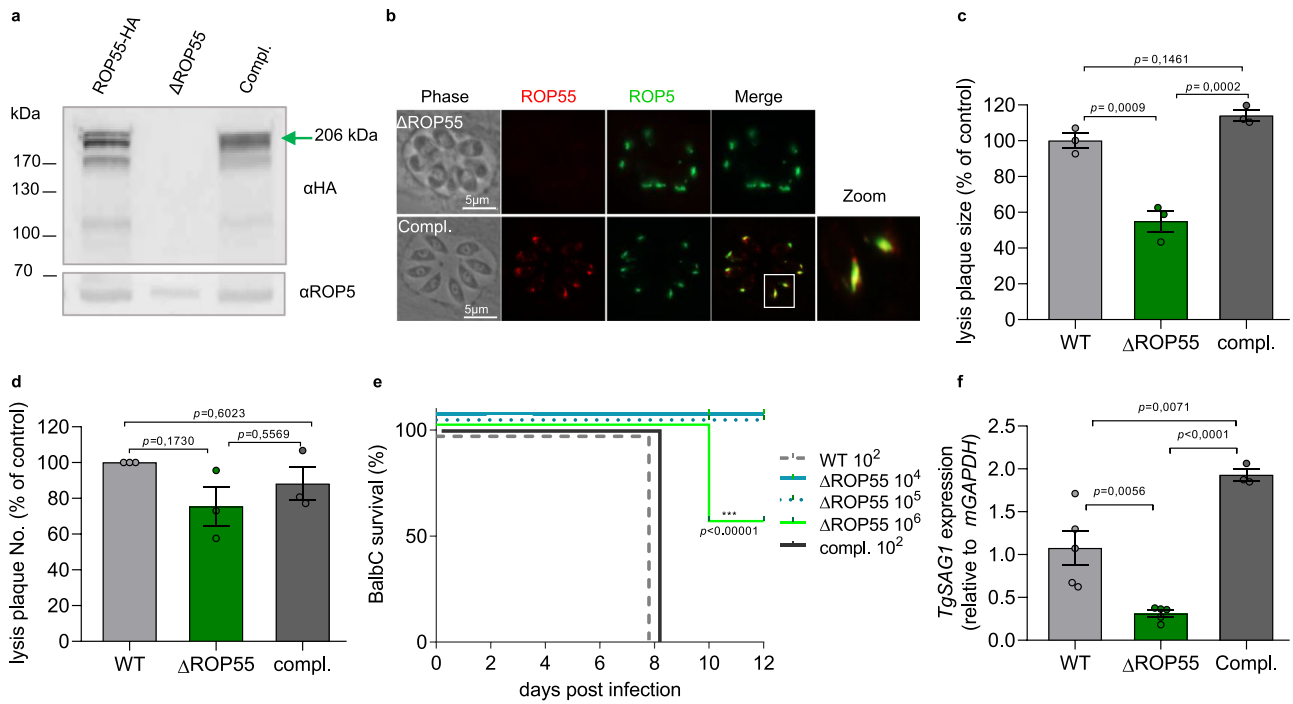 a
ROP55-HA
ΔROP55
Compl.
kDa
170
130
100
70
206 kDa
αHA
αROP5
b
Phase
ROP55
ROP5
Merge
ΔROP55
5µm
Compl.
5µm
Zoom
c
lysis plaque size (% of control)
120
100
80
60
40
20
0
p= 0,1461
p= 0,0009
p= 0,0002
WT
ΔROP55
compl.
d
lysis plaque No. (% of control)
120
100
80
60
40
20
0
p=0,6023
p=0,1730
p=0,5569
WT
ΔROP55
compl.
e
BalbC survival (%)
100
50
0
0
2
4
6
8
10
12
days post infection
***
p<0.00001
WT 10²
ΔROP55 10⁴
ΔROP55 10⁵
ΔROP55 10⁶
compl. 10²
f
TgSAG1 expression
(relative to mGAPDH)
2.5
2.0
1.5
1.0
0.5
0.0
p=0,0071
p<0,0001
p=0,0056
WT
ΔROP55
Compl.